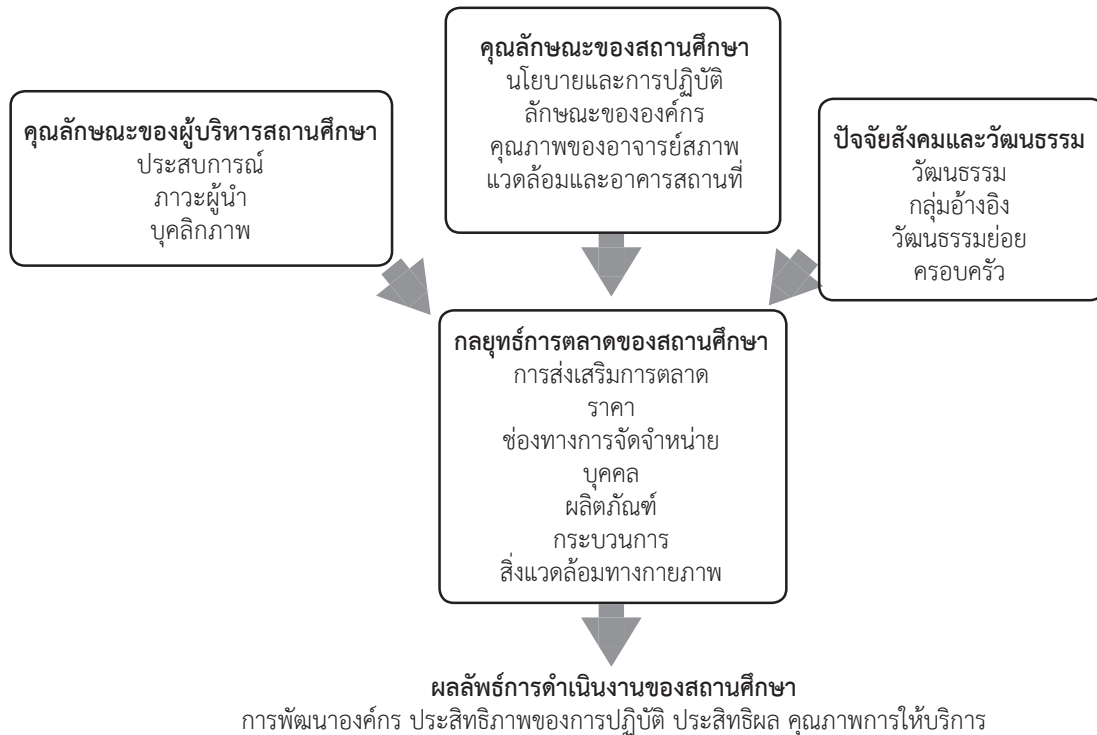 คุณลักษณะของผู้บริหารสถานศึกษา
ประสบการณ์
ภาวะผู้นำ
บุคลิกภาพ
คุณลักษณะของสถานศึกษา
นโยบายและการปฏิบัติ
ลักษณะขององค์กร
คุณภาพของอาจารย์สภาพ
แวดล้อมและอาคารสถานที่
ปัจจัยสังคมและวัฒนธรรม
วัฒนธรรม
กลุ่มอ้างอิง
วัฒนธรรมย่อย
ครอบครัว
กลยุทธ์การตลาดของสถานศึกษา
การส่งเสริมการตลาด
ราคา
ช่องทางการจัดจำหน่าย
บุคคล
ผลิตภัณฑ์
กระบวนการ
สิ่งแวดล้อมทางกายภาพ
ผลลัพธ์การดำเนินงานของสถานศึกษา
การพัฒนาองค์กร ประสิทธิภาพของการปฏิบัติ ประสิทธิผล คุณภาพการให้บริการ